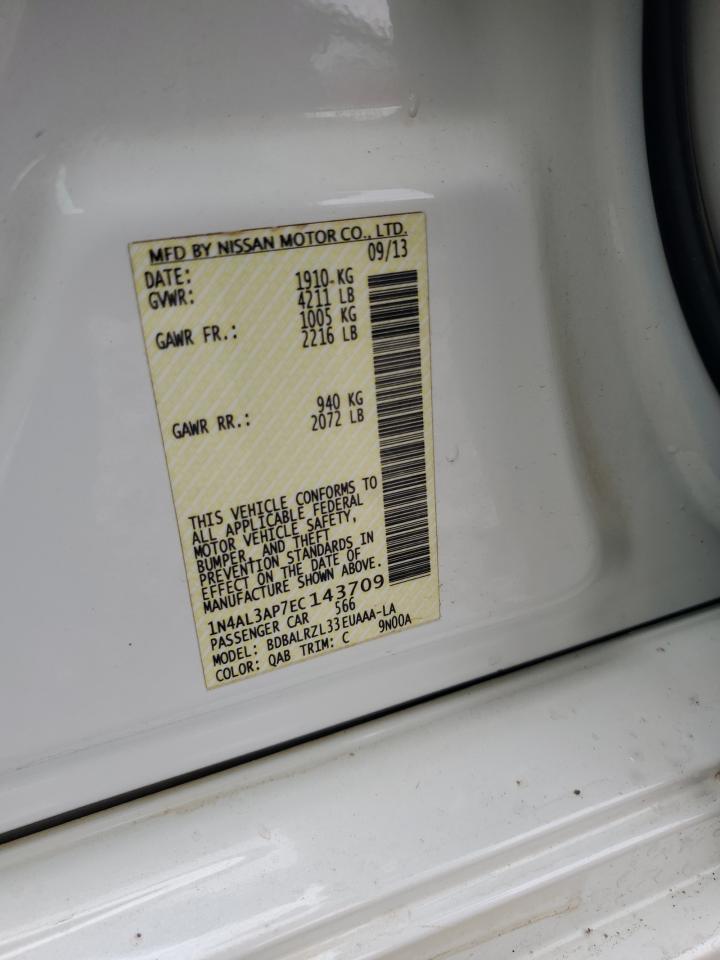 MFD BY NISSAN MOTOR CO., LTD.
DATE: 09/13
GVWR: 1910 KG
4211 LB
GAWR FR.: 1005 KG
2216 LB
GAWR RR.: 940 KG
2072 LB
THIS VEHICLE CONFORMS TO
ALL APPLICABLE FEDERAL
MOTOR VEHICLE SAFETY,
BUMPER, AND THEFT
PREVENTION STANDARDS IN
EFFECT ON THE DATE OF
MANUFACTURE SHOWN ABOVE.
1N4AL3AP7EC143709
PASSENGER CAR 566
MODEL: BDBALRZL33EUAAA-LA
COLOR: QAB TRIM: C 9N00A